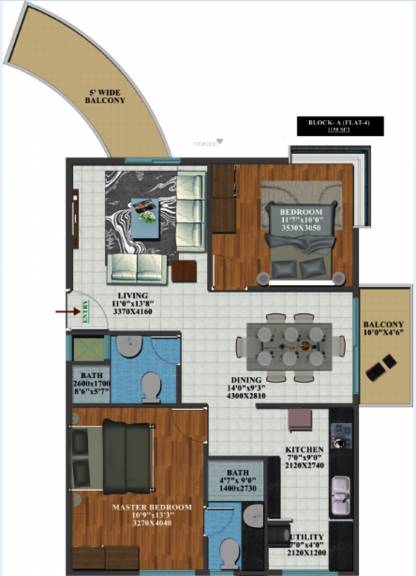 5' WIDE
BALCONY
BLOCK- A (FLAT-4)
makaan
BEDROOM
11'7"x10'0"
3530X3050
ENTRY
LIVING
11'0"x13'8"
3370X4160
BALCONY
10'0"X4'6"
BATH
2600x1700
8'6"x5'7"
DINING
14'0"x9'3"
4300X2810
KITCHEN
7'0"x9'0"
2120X2740
BATH
4'7"x 9'0"
1400x2730
MASTER BEDROOM
10'9"x13'3"
3270X4040
UTILITY
7'0"x4'0"
2120X1200